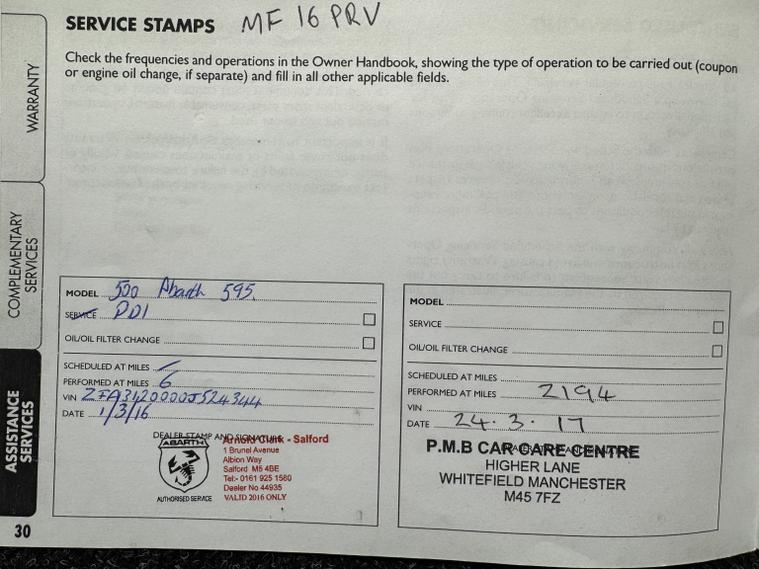 SERVICE STAMPS MF 16 PRV
Check the frequencies and operations in the Owner Handbook, showing the type of operation to be carried out (coupon
or engine oil change, if separate) and fill in all other applicable fields.
WARRANTY
COMPLEMENTARY
SERVICES
ASSISTANCE
SERVICES
30
MODEL 500 Abarth 595.
SERVICE PDI
OIL/OIL FILTER CHANGE
SCHEDULED AT MILES
PERFORMED AT MILES 6
VIN ZFA3120000J524344
DATE 1/3/16
DEALER STAMP AND SIGNATURE
ABARTH
AUTHORISED SERVICE
Arnold Clark - Salford
1 Brunel Avenue
Albion Way
Salford M5 4BE
Tel:- 0161 925 1560
Dealer No 44935
VALID 2016 ONLY
MODEL
SERVICE
OIL/OIL FILTER CHANGE
SCHEDULED AT MILES
PERFORMED AT MILES 2194
VIN
DATE 24.3.17
P.M.B CAR CARE CENTRE
HIGHER LANE
WHITEFIELD MANCHESTER
M45 7FZ